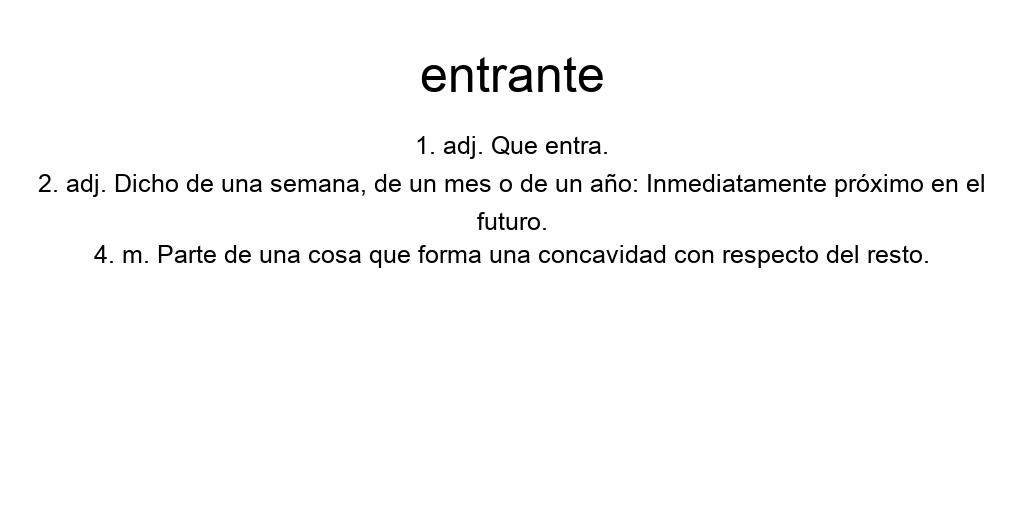 entrante
1. adj. Que entra.
2. adj. Dicho de una semana, de un mes o de un año: Inmediatamente próximo en el
futuro.
4. m. Parte de una cosa que forma una concavidad con respecto del resto.